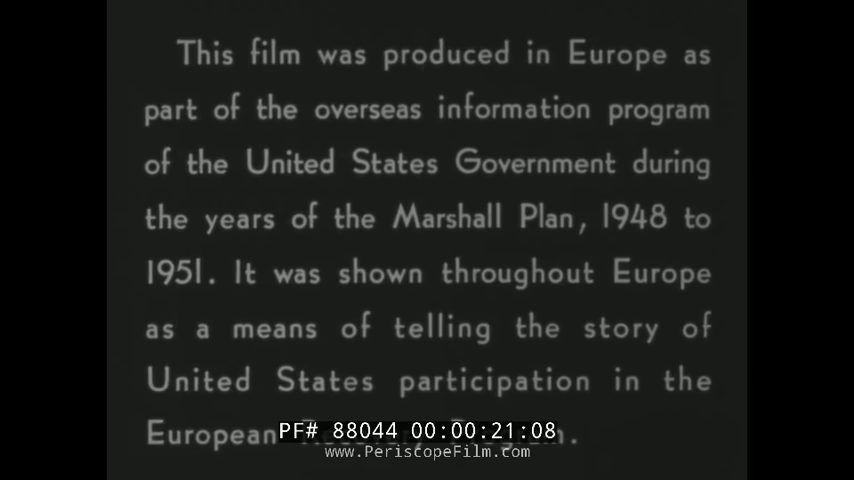 This film was produced in Europe as
part of the overseas information program
of the United States Government during
the years of the Marshall Plan, 1948 to
1951. It was shown throughout Europe
as a means of telling the story of
United States participation in the
European
PF# 88044 00:00:21:08
www.PeriscopeFilm.com